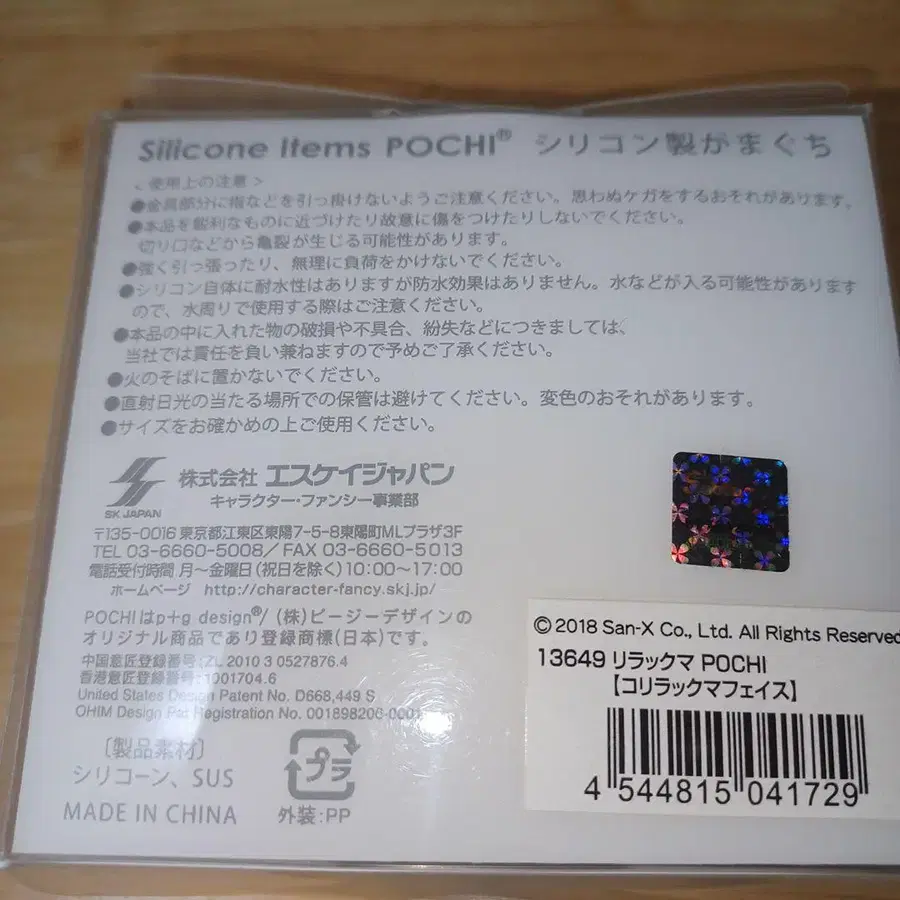 Silicone Items POCHI® シリコン製がまぐち
<使用上の注意>
●金具部分に指などを引っ掛けないようご注意ください。思わぬケガをするおそれがあります。
●本品を鋭利なものに近づけたり故意に傷をつけたりしないでください。
切り口などから亀裂が生じる可能性があります。
●強く引っ張ったり、無理に負荷をかけないでください。
●シリコン自体に耐水性はありますが防水効果はありません。水などが入る可能性があります
ので、水周りで使用する際はご注意ください。
●本品の中に入れた物の破損や不具合、紛失などにつきましては、
当社では責任を負い兼ねますので予めご了承ください。
●火のそばに置かないでください。
●直射日光の当たる場所での保管は避けてください。変色のおそれがあります。
●サイズをお確かめの上ご使用ください。
SK JAPAN
株式会社 エスケイジャパン
キャラクター・ファンシー事業部
〒135-0016 東京都江東区東陽7-5-8東陽町MLプラザ3F
TEL 03-6660-5008/FAX 03-6660-5013
電話受付時間 月~金曜日(祝日を除く)10:00~17:00
ホームページ http://character-fancy.skj.jp/
POCHIはp+g design®/(株)ピージーデザインの
オリジナル商品であり登録商標(日本)です。
中国意匠登録番号:ZL 2010 3 0527876.4
香港意匠登録番号:1001704.6
United States Design Patent No. D668,449 S
OHIM Design Pat Registration No. 001898206-0001
〔製品素材〕
シリコーン、SUS
MADE IN CHINA
プラ
外装:PP
© 2018 San-X Co., Ltd. All Rights Reserved
13649 リラックマ POCHI
【コリラックマフェイス】
4 544815 041729